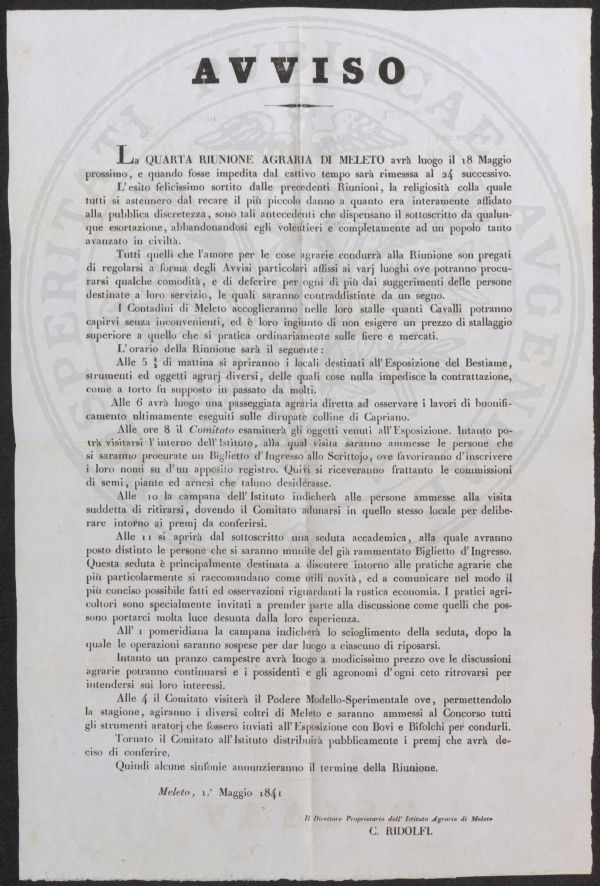 AVVISO
La QUARTA RIUNIONE AGRARIA DI MELETO avrà luogo il 18 Maggio
prossimo, e quando fosse impedita dal cattivo tempo sarà rimesssa al 24 successivo.
L'esito felicissimo sortito dalle precedenti Riunioni, la religiosità colla quale
tutti si astennero dal recare il più piccolo danno a quanto era interamente affidato
alla pubblica discretezza, sono tali antecedenti che dispensano il sottoscritto da qualun-
que esortazione, abbandonandosi egli volentieri e completamente ad un popolo tanto
avanzato in civiltà.
Tutti quelli che l'amore per le cose agrarie condurrà alla Riunione son pregati
di regolarsi a forma degli Avvisi particolari affissi ai varj luoghi ove potranno procu-
rarsi qualche comodità, e di deferire per ogni di più dai suggerimenti delle persone
destinate a loro servizio, le quali saranno contraddistinte da un segno.
I Contadini di Meleto accoglieranno nelle loro stalle quanti Cavalli potranno
capirvi senza inconvenienti, ed è loro ingiunto di non esigere un prezzo di stallaggio
superiore a quello che si pratica ordinariamente sulle fiere e mercati.
L'orario della Riunione sarà il seguente:
Alle 5 di mattina si apriranno i locali destinati all'Esposizione del Bestiame,
strumenti ed oggetti agrarj diversi, delle quali cose nulla impedisce la contrattazione,
come a torto fu supposto in passato da molti.
Alle 6 avrà luogo una passeggiata agraria diretta ad osservare i lavori di buonifi-
camento ultimamente eseguiti sulle dirupate colline di Capriano.
Alle ore 8 il Comitato esaminerà gli oggetti venuti all'Esposizione. Intanto po-
trà visitarsi l'interno dell'Istituto, alla qual visita saranno ammesse le persone che
si saranno procurate un Biglietto d'Ingresso allo Scrittojo, ove favoriranno d'inscrivere
i loro nomi su d'un apposito registro. Quivi si riceveranno frattanto le commissioni
di semi, piante ed arnesi che taluno desiderasse.
Alle 10 la campana dell'Istituto indicherà alle persone ammesse alla visita
suddetta di ritirarsi, dovendo il Comitato adunarsi in quello stesso locale per delibe-
rare intorno ai premj da conferirsi.
Alle 11 si aprirà dal sottoscritto una seduta accademica, alla quale avranno
posto distinto le persone che si saranno munite del già rammentato Biglietto d'Ingresso.
Questa seduta è principalmente destinata a discutere intorno alle pratiche agrarie che
più particolarmente si raccomandano come utili novità, ed a comunicare nel modo il
più conciso possibile fatti ed osservazioni riguardanti la rustica economia. I pratici agri-
coltori sono specialmente invitati a prender parte alla discussione come quelli che pos-
sono portarci molta luce desunta dalla loro esperienza.
All' 1 pomeridiana la campana indicherà lo scioglimento della seduta, dopo la
quale le operazioni saranno sospese per dar luogo a ciascuno di riposarsi.
Intanto un pranzo campestre avrà luogo a modicissimo prezzo ove le discussioni
agrarie potranno continuarsi e i possidenti e gli agronomi d'ogni ceto ritrovarsi per
intendersi sui loro interessi.
Alle 4 il Comitato visiterà il Podere Modello-Sperimentale ove, permettendolo
la stagione, agiranno i diversi coltri di Meleto e saranno ammessi al Concorso tutti
gli strumenti aratorj che fossero inviati all'Esposizione con Bovi e Bifolchi per condurli.
Tornato il Comitato all'Istituto distribuirà pubblicamente i premj che avrà de-
ciso di conferire.
Quindi alcune sinfonie annunzieranno il termine della Riunione.
Meleto, 1.° Maggio 1841
Il Direttore Proprietario dell' Istituto Agrario di Meleto
C. RIDOLFI.